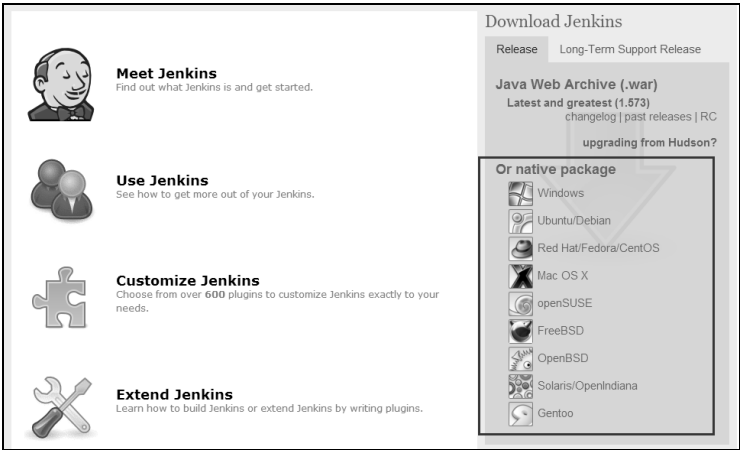 Meet Jenkins
Find out what Jenkins is and get started.
Use Jenkins
See how to get more out of your Jenkins.
Customize Jenkins
Choose from over 600 plugins to customize Jenkins exactly to your
needs.
Extend Jenkins
Learn how to build Jenkins or extend Jenkins by writing plugins.
Download Jenkins
Release Long-Term Support Release
Java Web Archive (.war)
Latest and greatest (1.573)
changelog | past releases | RC
upgrading from Hudson?
Or native package
Windows
Ubuntu/Debian
Red Hat/Fedora/CentOS
Mac OS X
openSUSE
FreeBSD
OpenBSD
Solaris/OpenIndiana
Gentoo